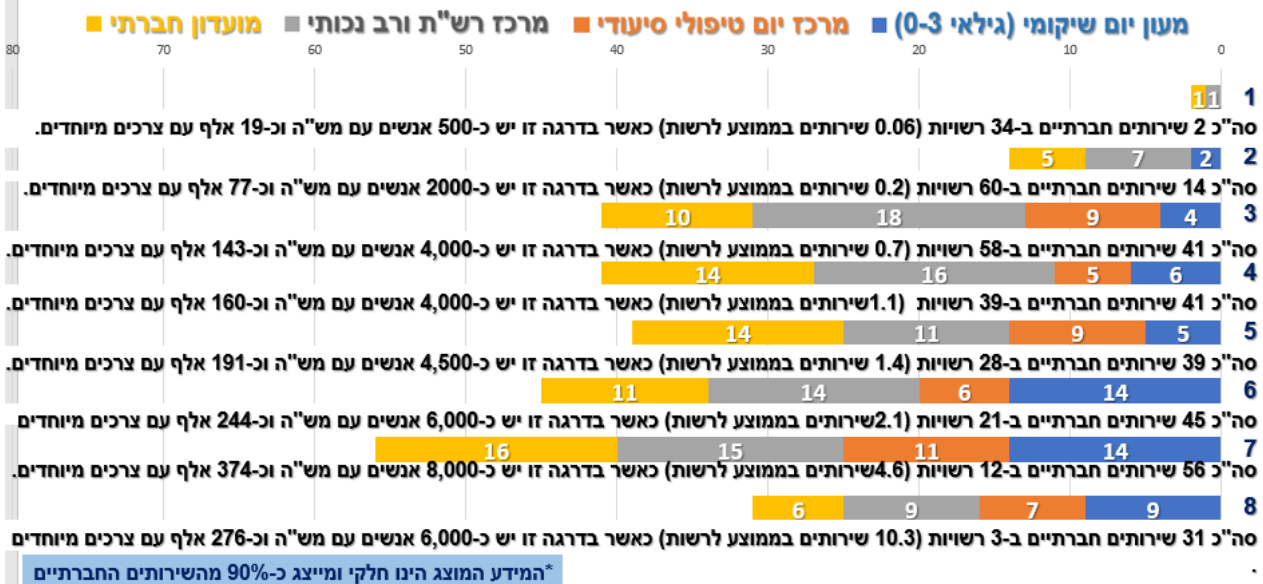 מעון יום שיקומי (גילאי 0-3) מרכז יום טיפולי סיעודי מרכז רש"ת ורב נכותי מועדון חברתי
0 10 20 30 40 50 60 70 80
1 1 1
סה"כ 2 שירותים חברתיים ב-34 רשויות (0.06 שירותים בממוצע לרשות) כאשר בדרגה זו יש כ-500 אנשים עם מש"ה וכ-19 אלף עם צרכים מיוחדים.
2 2 7 5
סה"כ 14 שירותים חברתיים ב-60 רשויות (0.2 שירותים בממוצע לרשות) כאשר בדרגה זו יש כ-2000 אנשים עם מש"ה וכ-77 אלף עם צרכים מיוחדים.
3 4 9 18 10
סה"כ 41 שירותים חברתיים ב-58 רשויות (0.7 שירותים בממוצע לרשות) כאשר בדרגה זו יש כ-4,000 אנשים עם מש"ה וכ-143 אלף עם צרכים מיוחדים.
4 6 5 16 14
סה"כ 41 שירותים חברתיים ב-39 רשויות (1.1שירותים בממוצע לרשות) כאשר בדרגה זו יש כ-4,000 אנשים עם מש"ה וכ-160 אלף עם צרכים מיוחדים.
5 5 9 11 14
סה"כ 39 שירותים חברתיים ב-28 רשויות (1.4 שירותים בממוצע לרשות) כאשר בדרגה זו יש כ-4,500 אנשים עם מש"ה וכ-191 אלף עם צרכים מיוחדים.
6 14 6 14 11
סה"כ 45 שירותים חברתיים ב-21 רשויות (2.1שירותים בממוצע לרשות) כאשר בדרגה זו יש כ-6,000 אנשים עם מש"ה וכ-244 אלף עם צרכים מיוחדים
7 14 11 15 16
סה"כ 56 שירותים חברתיים ב-12 רשויות (4.6שירותים בממוצע לרשות) כאשר בדרגה זו יש כ-8,000 אנשים עם מש"ה וכ-374 אלף עם צרכים מיוחדים.
8 9 7 9 6
סה"כ 31 שירותים חברתיים ב-3 רשויות (10.3 שירותים בממוצע לרשות) כאשר בדרגה זו יש כ-6,000 אנשים עם מש"ה וכ-276 אלף עם צרכים מיוחדים
.
*המידע המוצג הינו חלקי ומייצג כ-90% מהשירותים החברתיים